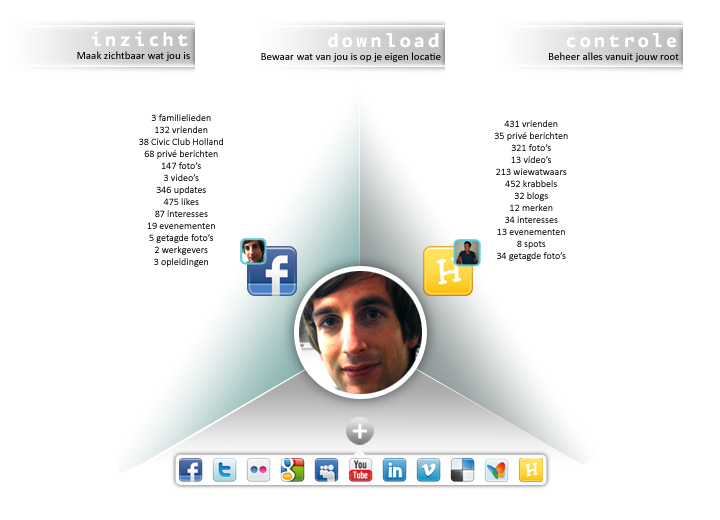 inzicht
Maak zichtbaar wat jou is
download
Bewaar wat van jou is op je eigen locatie
controle
Beheer alles vanuit jouw root
3 familielieden
132 vrienden
38 Civic Club Holland
68 privé berichten
147 foto's
3 video's
346 updates
475 likes
87 interesses
19 evenementen
5 getagde foto's
2 werkgevers
3 opleidingen
431 vrienden
35 privé berichten
321 foto's
13 video's
213 wiewatwaars
452 krabbels
32 blogs
12 merken
34 interesses
13 evenementen
8 spots
34 getagde foto's
f
H
+
f t g You Tube in v H